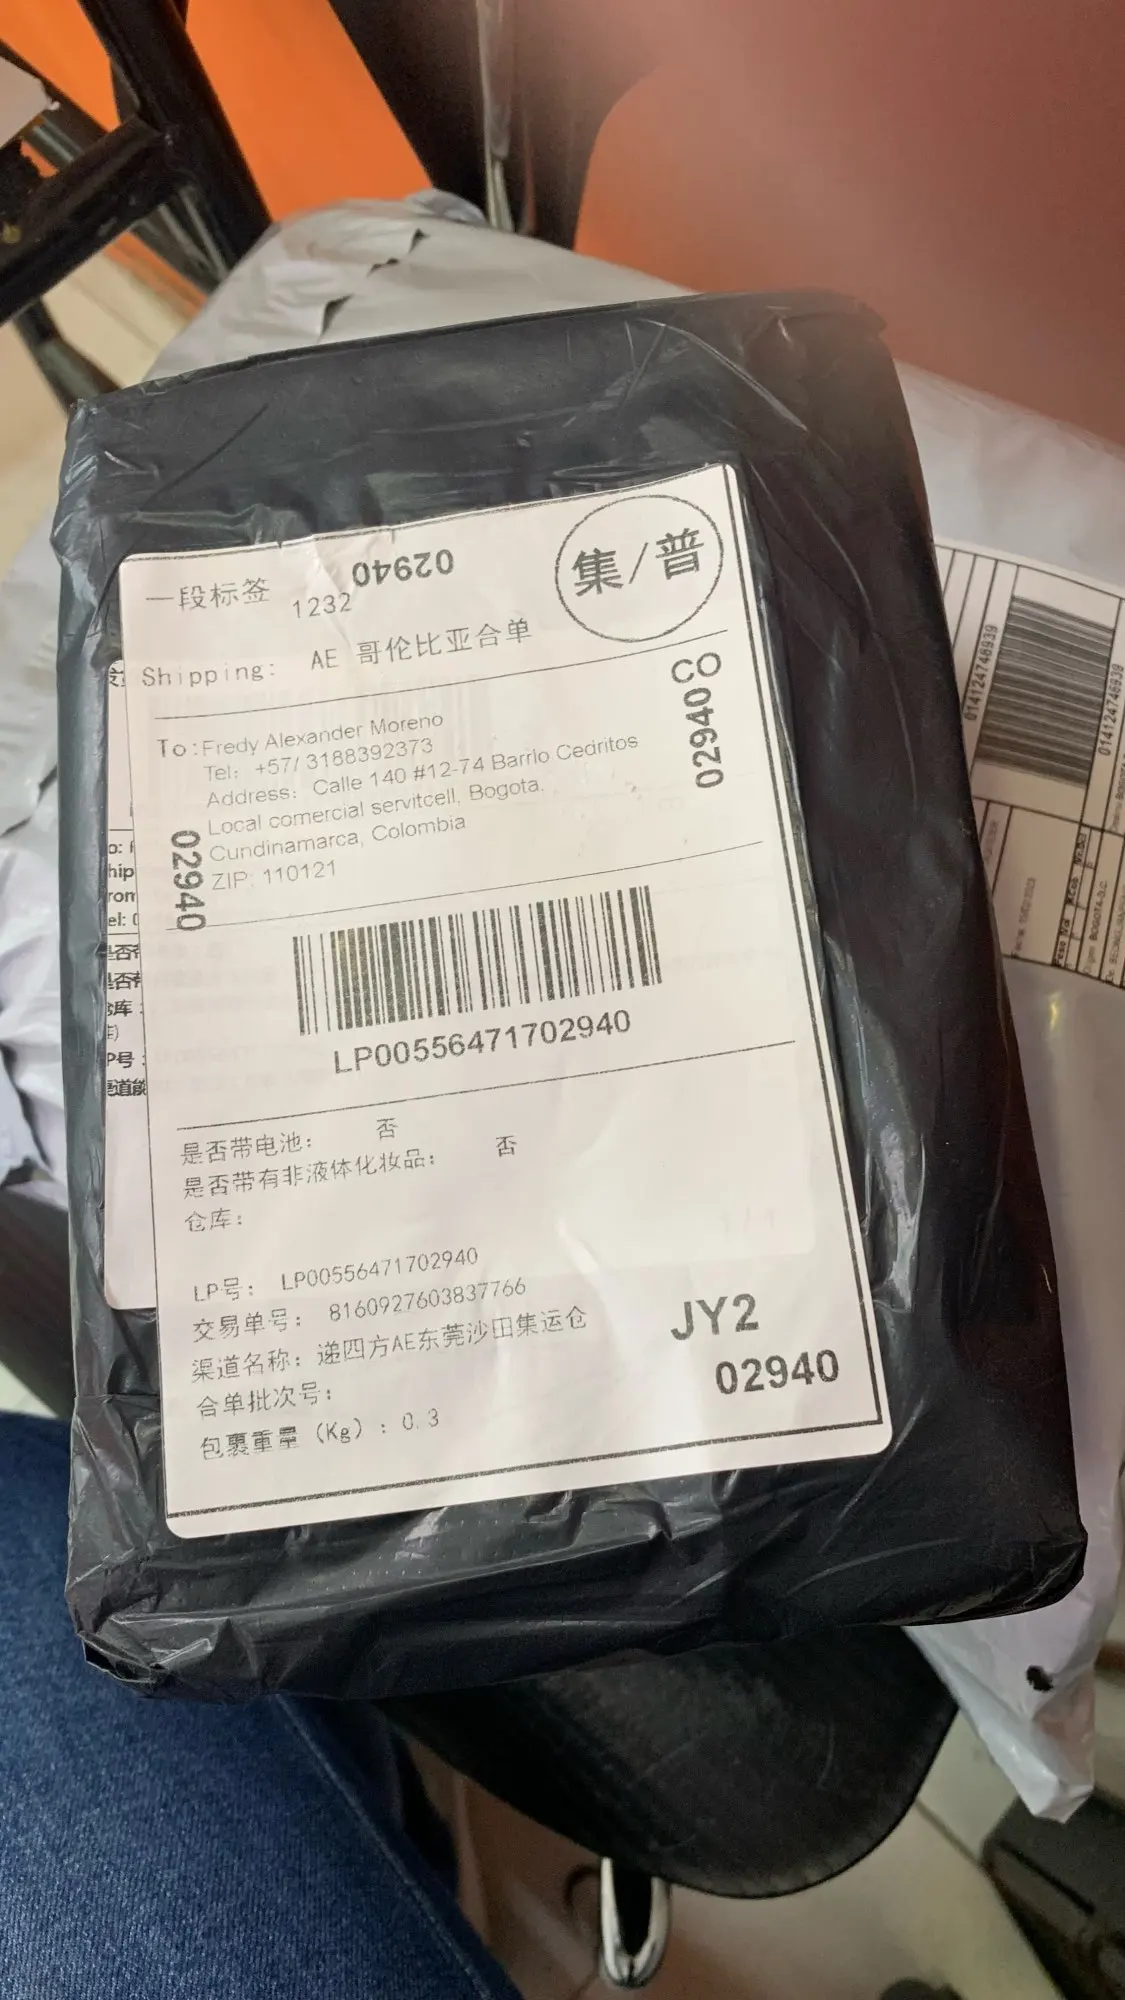 02940
一段标签 1232
集/普
Shipping: AE 哥伦比亚合单
CO
02940
To: Fredy Alexander Moreno
Tel: +57/ 3188392373
Address: Calle 140 #12-74 Barrio Cedritos
Local comercial servitcell, Bogota.
Cundinamarca, Colombia
ZIP: 110121
02940
LP00556471702940
是否带电池： 否
是否带有非液体化妆品： 否
仓库：
LP号： LP00556471702940
交易单号： 8160927603837766
渠道名称：递四方AE东莞沙田集运仓
合单批次号：
包裹重量（Kg）：0.3
JY2
02940
014124746939
014124746939